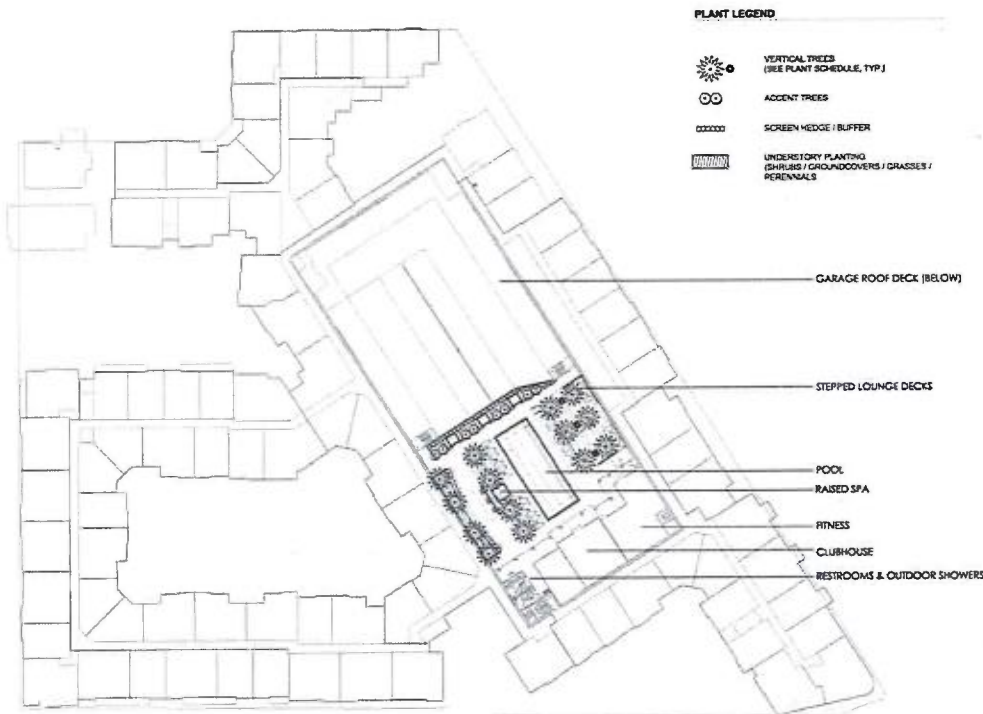 PLANT LEGEND
VERTICAL TREES
(SEE PLANT SCHEDULE, TYP.)
ACCENT TREES
SCREEN HEDGE / BUFFER
UNDERSTORY PLANTING
(SHRUBS / GROUNDCOVERS / GRASSES /
PERENNIALS
GARAGE ROOF DECK (BELOW)
STEPPED LOUNGE DECKS
POOL
RAISED SPA
FITNESS
CLUBHOUSE
RESTROOMS & OUTDOOR SHOWERS